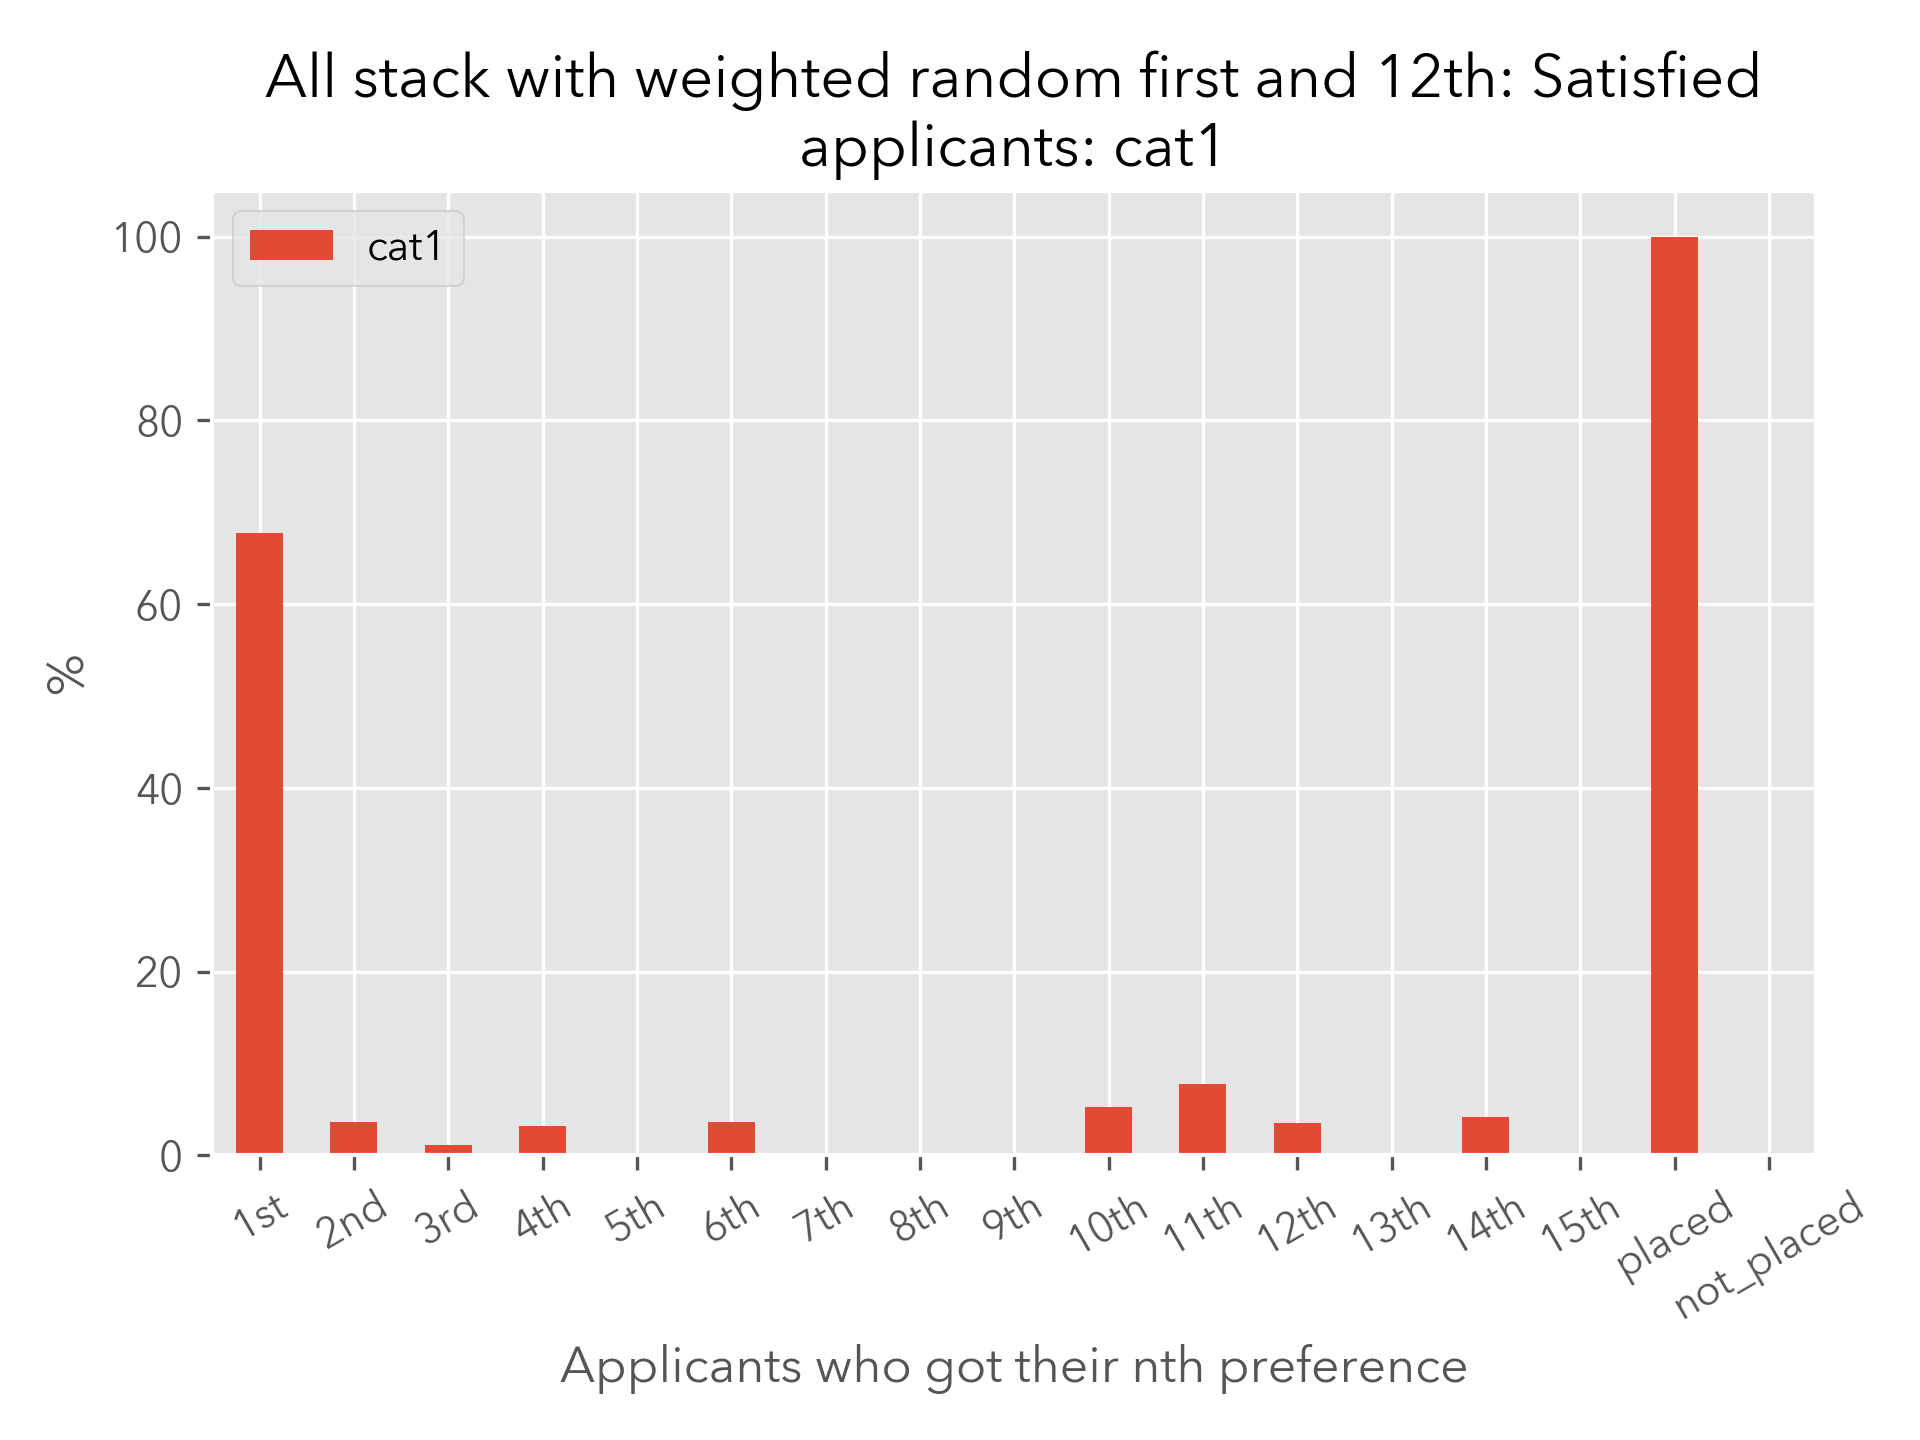 All stack with weighted random first and 12th: Satisfied
applicants: cat1
cat1
100
80
60
40
20
0
%
1st 2nd 3rd 4th 5th 6th 7th 8th 9th 10th 11th 12th 13th 14th 15th placed not_placed
Applicants who got their nth preference